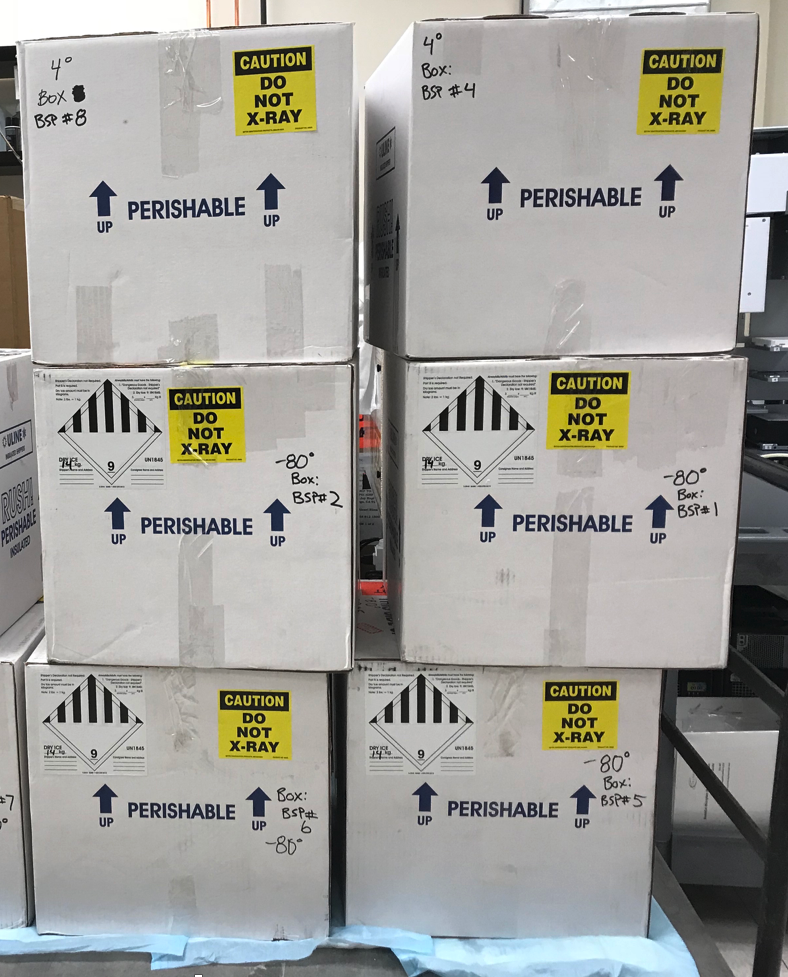 4°
BOX
BSP #8
CAUTION
DO
NOT
X-RAY
UP
PERISHABLE
UP
4°
Box:
BSP #4
CAUTION
DO
NOT
X-RAY
UP
PERISHABLE
UP
ULINE
PERISHABLE
DRY ICE
14 kg.
9
UN1845
CAUTION
DO
NOT
X-RAY
-80°
Box:
BSP#2
UP
PERISHABLE
UP
DRY ICE
14 kg.
9
UN1845
CAUTION
DO
NOT
X-RAY
-80°
Box:
BSP#1
UP
PERISHABLE
UP
ULINE
RUSH!
PERISHABLE
INSULATED
DRY ICE
14 kg.
9
UN1845
CAUTION
DO
NOT
X-RAY
UP
PERISHABLE
UP
Box:
BSP#
6
-80°
DRY ICE
14 kg.
9
UN1845
CAUTION
DO
NOT
X-RAY
-80°
Box:
BSP#5
UP
PERISHABLE
UP
#7